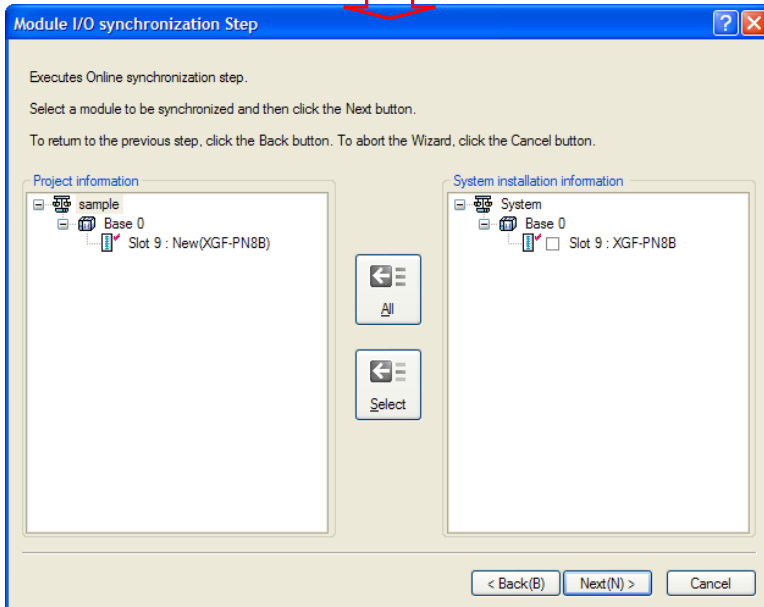 Module I/O synchronization Step
Executes Online synchronization step.
Select a module to be synchronized and then click the Next button.
To return to the previous step, click the Back button. To abort the Wizard, click the Cancel button.
Project information
sample
Base 0
Slot 9 : New(XGF-PN8B)
All
Select
System installation information
System
Base 0
Slot 9 : XGF-PN8B
< Back(B)
Next(N) >
Cancel